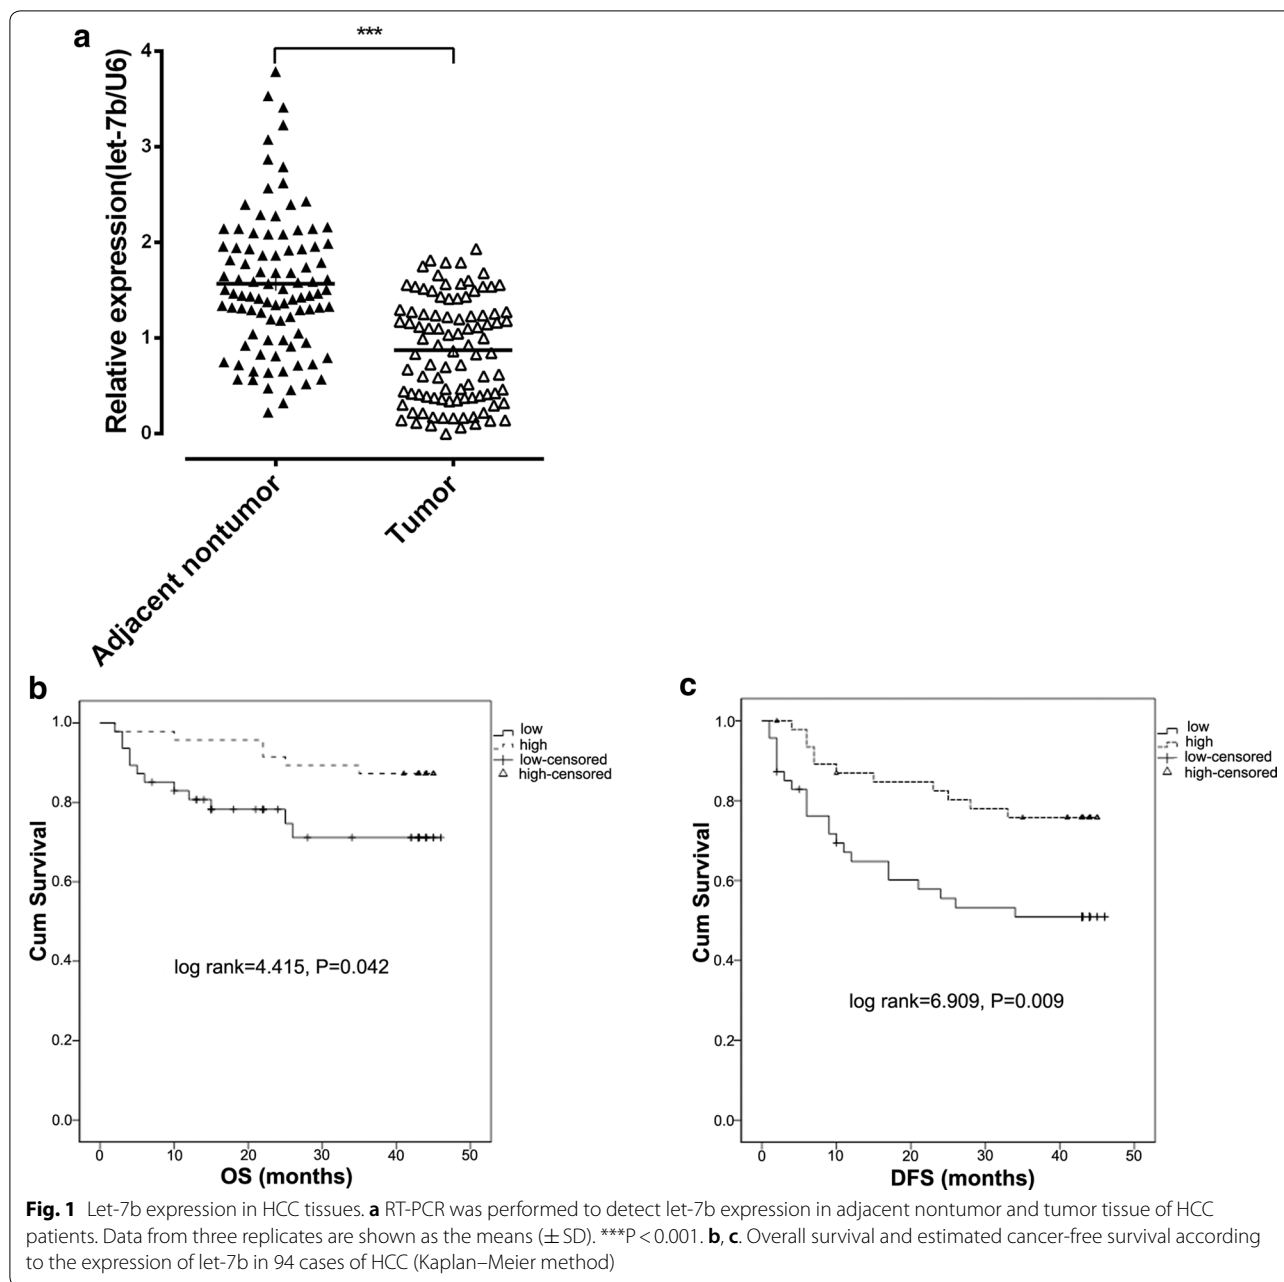 a
***
Relative expression(let-7b/U6)
4
3
2
1
0
Adjacent nontumor
Tumor
b
Cum Survival
1.0
0.8
0.6
0.4
0.2
0.0
low
high
low-censored
high-censored
log rank=4.415, P=0.042
0 10 20 30 40 50
OS (months)
c
Cum Survival
1.0
0.8
0.6
0.4
0.2
0.0
low
high
low-censored
high-censored
log rank=6.909, P=0.009
0 10 20 30 40 50
DFS (months)
Fig. 1 Let-7b expression in HCC tissues. a RT-PCR was performed to detect let-7b expression in adjacent nontumor and tumor tissue of HCC
patients. Data from three replicates are shown as the means (± SD). ***P < 0.001. b, c. Overall survival and estimated cancer-free survival according
to the expression of let-7b in 94 cases of HCC (Kaplan–Meier method)